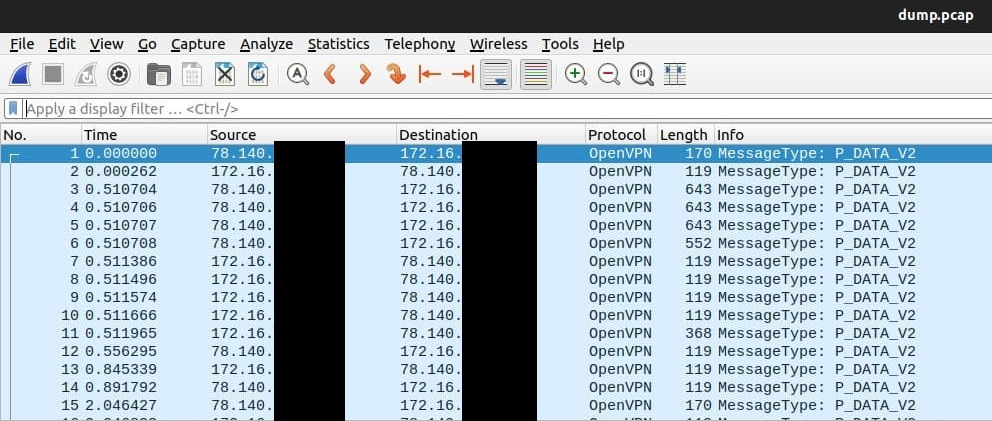 dump.pcap
File Edit View Go Capture Analyze Statistics Telephony Wireless Tools Help
Apply a display filter … <Ctrl-/>
No. Time Source Destination Protocol Length Info
1 0.000000 78.140. 172.16. OpenVPN 170 MessageType: P_DATA_V2
2 0.000262 172.16. 78.140. OpenVPN 119 MessageType: P_DATA_V2
3 0.510704 78.140. 172.16. OpenVPN 643 MessageType: P_DATA_V2
4 0.510706 78.140. 172.16. OpenVPN 643 MessageType: P_DATA_V2
5 0.510707 78.140. 172.16. OpenVPN 643 MessageType: P_DATA_V2
6 0.510708 78.140. 172.16. OpenVPN 552 MessageType: P_DATA_V2
7 0.511386 172.16. 78.140. OpenVPN 119 MessageType: P_DATA_V2
8 0.511496 172.16. 78.140. OpenVPN 119 MessageType: P_DATA_V2
9 0.511574 172.16. 78.140. OpenVPN 119 MessageType: P_DATA_V2
10 0.511666 172.16. 78.140. OpenVPN 119 MessageType: P_DATA_V2
11 0.511965 172.16. 78.140. OpenVPN 368 MessageType: P_DATA_V2
12 0.556295 78.140. 172.16. OpenVPN 119 MessageType: P_DATA_V2
13 0.845339 172.16. 78.140. OpenVPN 119 MessageType: P_DATA_V2
14 0.891792 78.140. 172.16. OpenVPN 119 MessageType: P_DATA_V2
15 2.046427 78.140. 172.16. OpenVPN 170 MessageType: P_DATA_V2